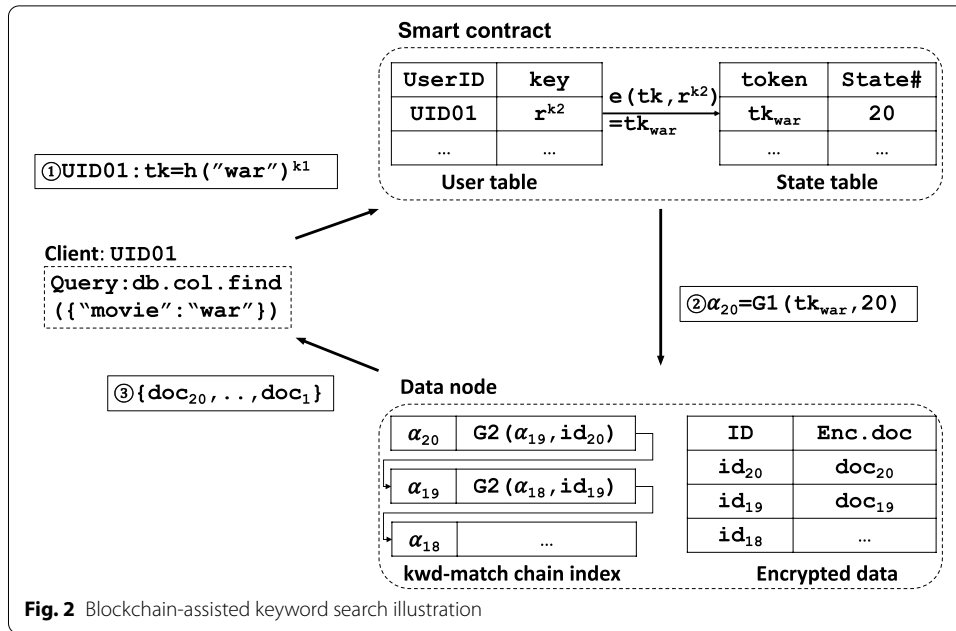 Smart contract
UserID key
UID01 r^k2
... ...
User table
e(tk,r^k2)
=tk_war
token State#
tk_war 20
... ...
State table
①UID01:tk=h("war")^k1
Client: UID01
Query:db.col.find
({"movie":"war"})
②α_20=G1(tk_war,20)
③{doc_20,..,doc_1}
Data node
α_20 G2(α_19,id_20)
α_19 G2(α_18,id_19)
α_18 ...
kwd-match chain index
ID Enc.doc
id_20 doc_20
id_19 doc_19
id_18 ...
Encrypted data
Fig. 2 Blockchain-assisted keyword search illustration